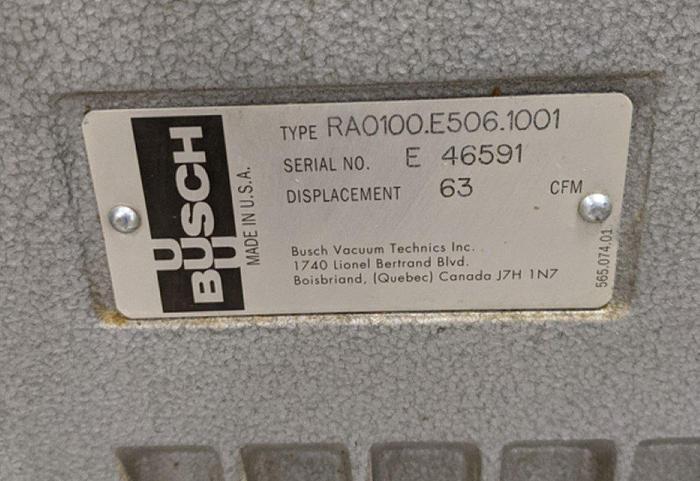 BUSCH
MADE IN U.S.A.
TYPE RA0100.E506.1001
SERIAL NO. E 46591
DISPLACEMENT 63 CFM
Busch Vacuum Technics Inc.
1740 Lionel Bertrand Blvd.
Boisbriand, (Quebec) Canada J7H 1N7
565.074.01